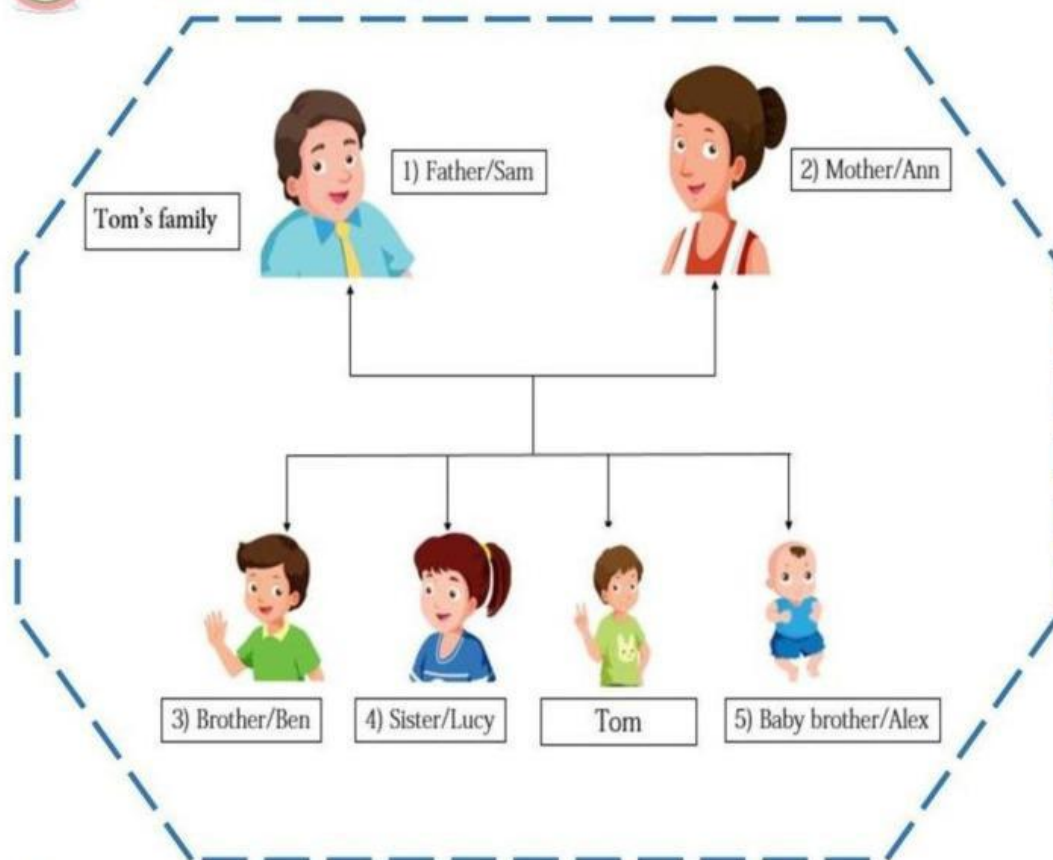 1) Father/Sam
2) Mother/Ann
Tom's family
3) Brother/Ben
4) Sister/Lucy
Tom
5) Baby brother/Alex